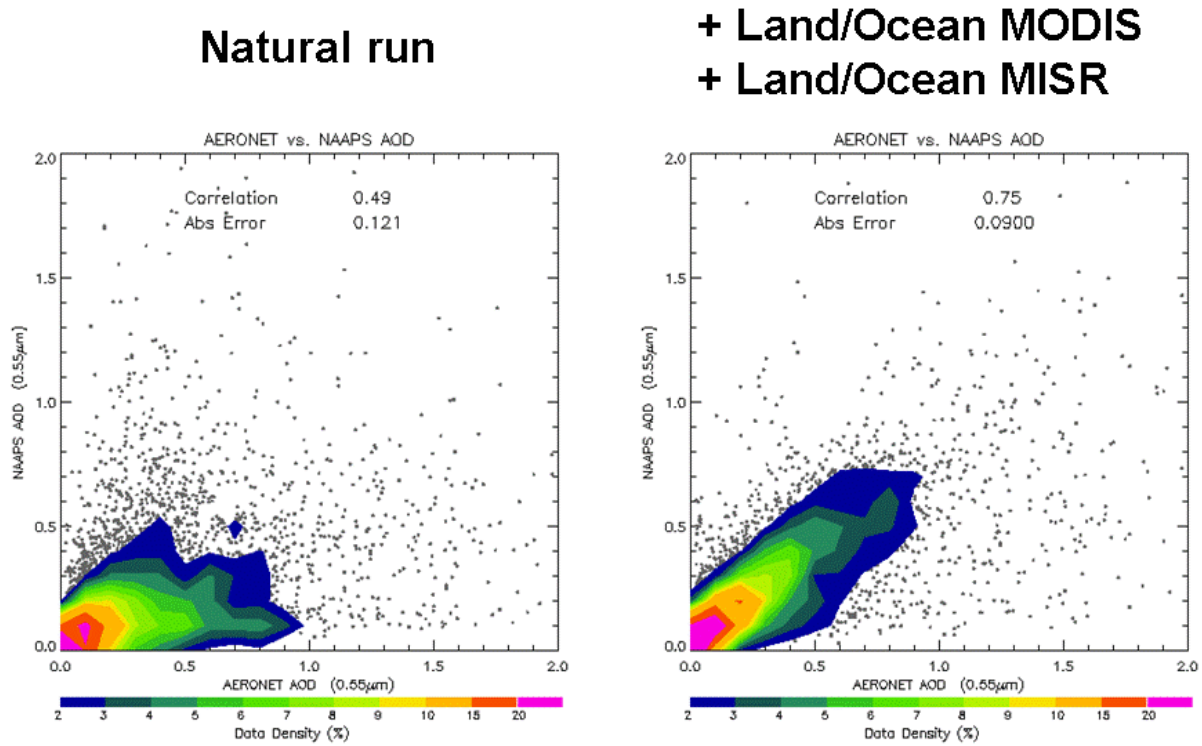 Natural run
+ Land/Ocean MODIS
+ Land/Ocean MISR
AERONET vs. NAAPS AOD
Correlation 0.49
Abs Error 0.121
2.0
1.5
1.0
0.5
0.0
NAAPS AOD (0.55μm)
0.0 0.5 1.0 1.5 2.0
AERONET AOD (0.55μm)
2 3 4 5 6 7 8 9 10 15 20
Data Density (%)
AERONET vs. NAAPS AOD
Correlation 0.75
Abs Error 0.0900
2.0
1.5
1.0
0.5
0.0
NAAPS AOD (0.55μm)
0.0 0.5 1.0 1.5 2.0
AERONET AOD (0.55μm)
2 3 4 5 6 7 8 9 10 15 20
Data Density (%)